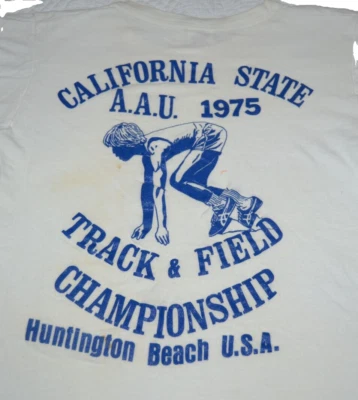 CALIFORNIA STATE
A.A.U. 1975
TRACK & FIELD
CHAMPIONSHIP
Huntington Beach U.S.A.